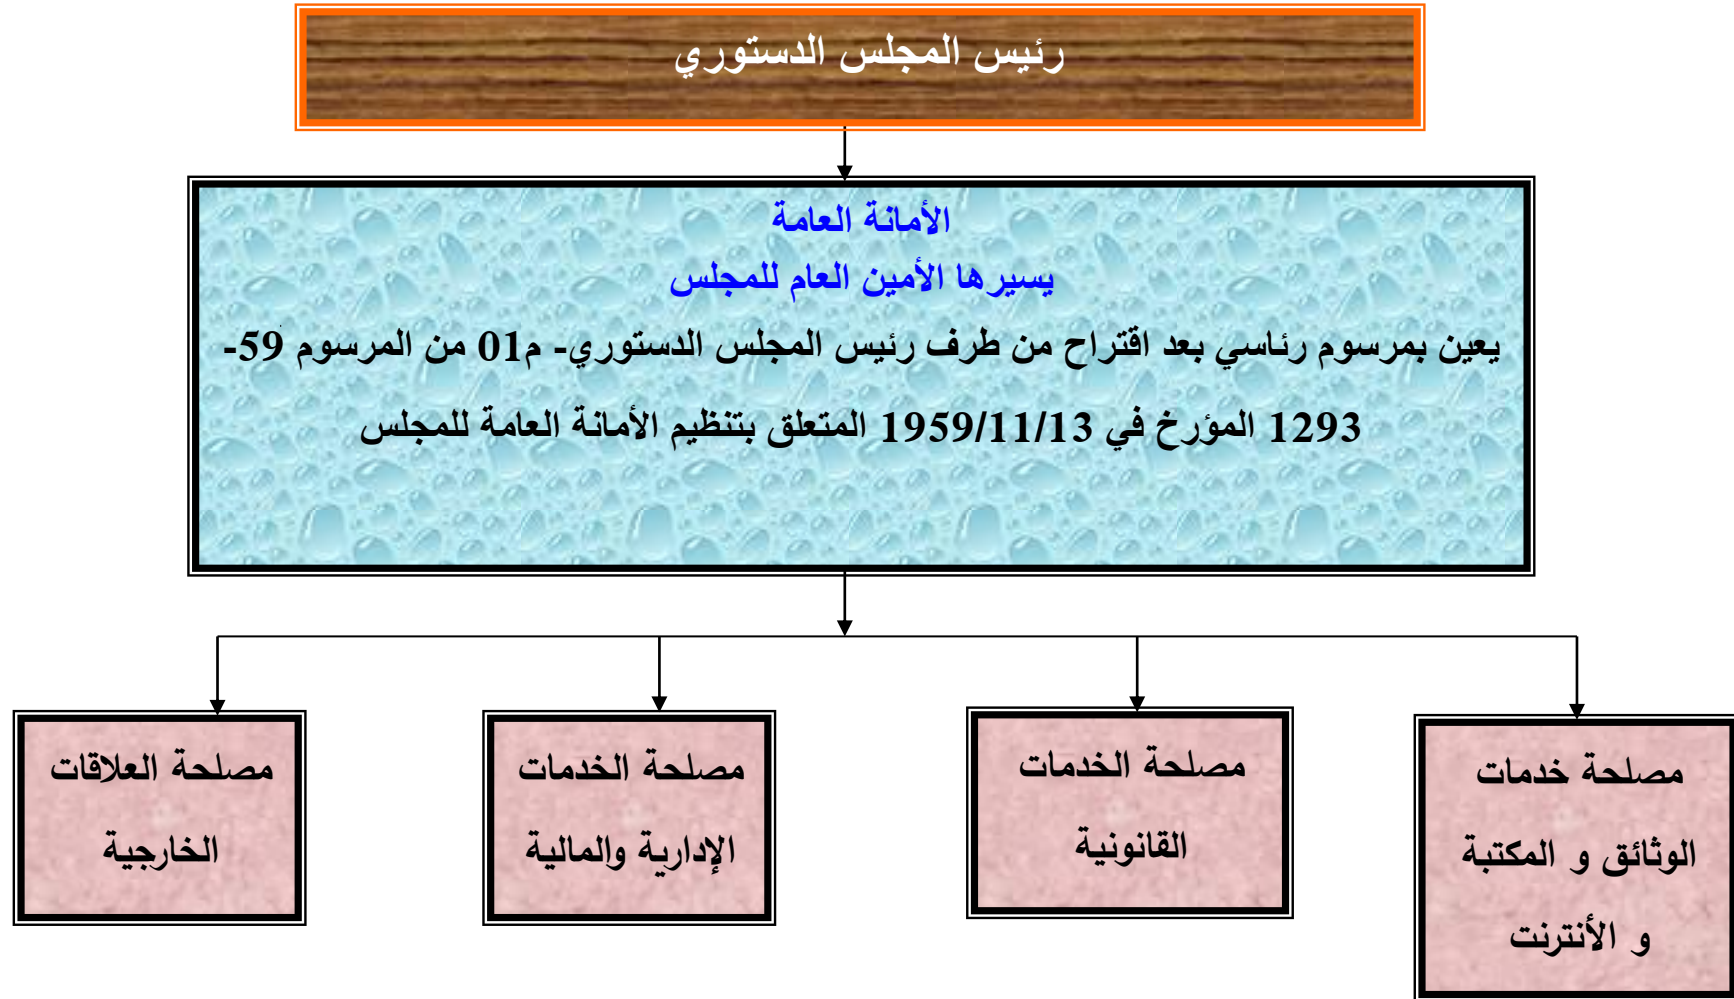 رئيس المجلس الدستوري
الأمانة العامة
يسيرها الأمين العام للمجلس
يعين بمرسوم رئاسي بعد اقتراح من طرف رئيس المجلس الدستوري- م01 من المرسوم 59-
1293 المؤرخ في 1959/11/13 المتعلق بتنظيم الأمانة العامة للمجلس
مصلحة خدمات
الوثائق و المكتبة
و الأنترنت
مصلحة الخدمات
القانونية
مصلحة الخدمات
الإدارية والمالية
مصلحة العلاقات
الخارجية